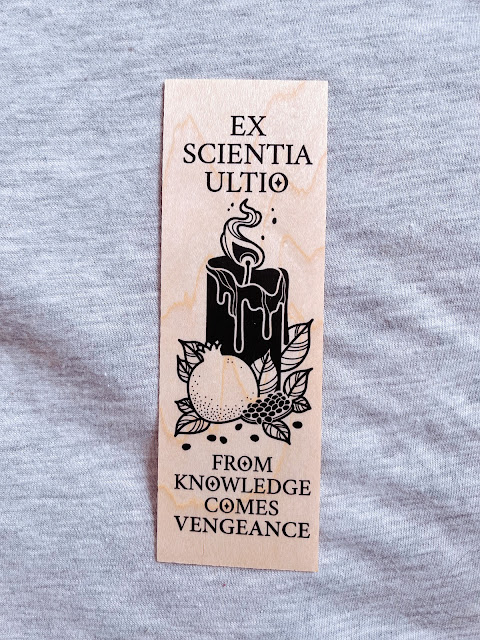 EX
SCIENTIA
ULTIO
FROM
KNOWLEDGE
COMES
VENGEANCE